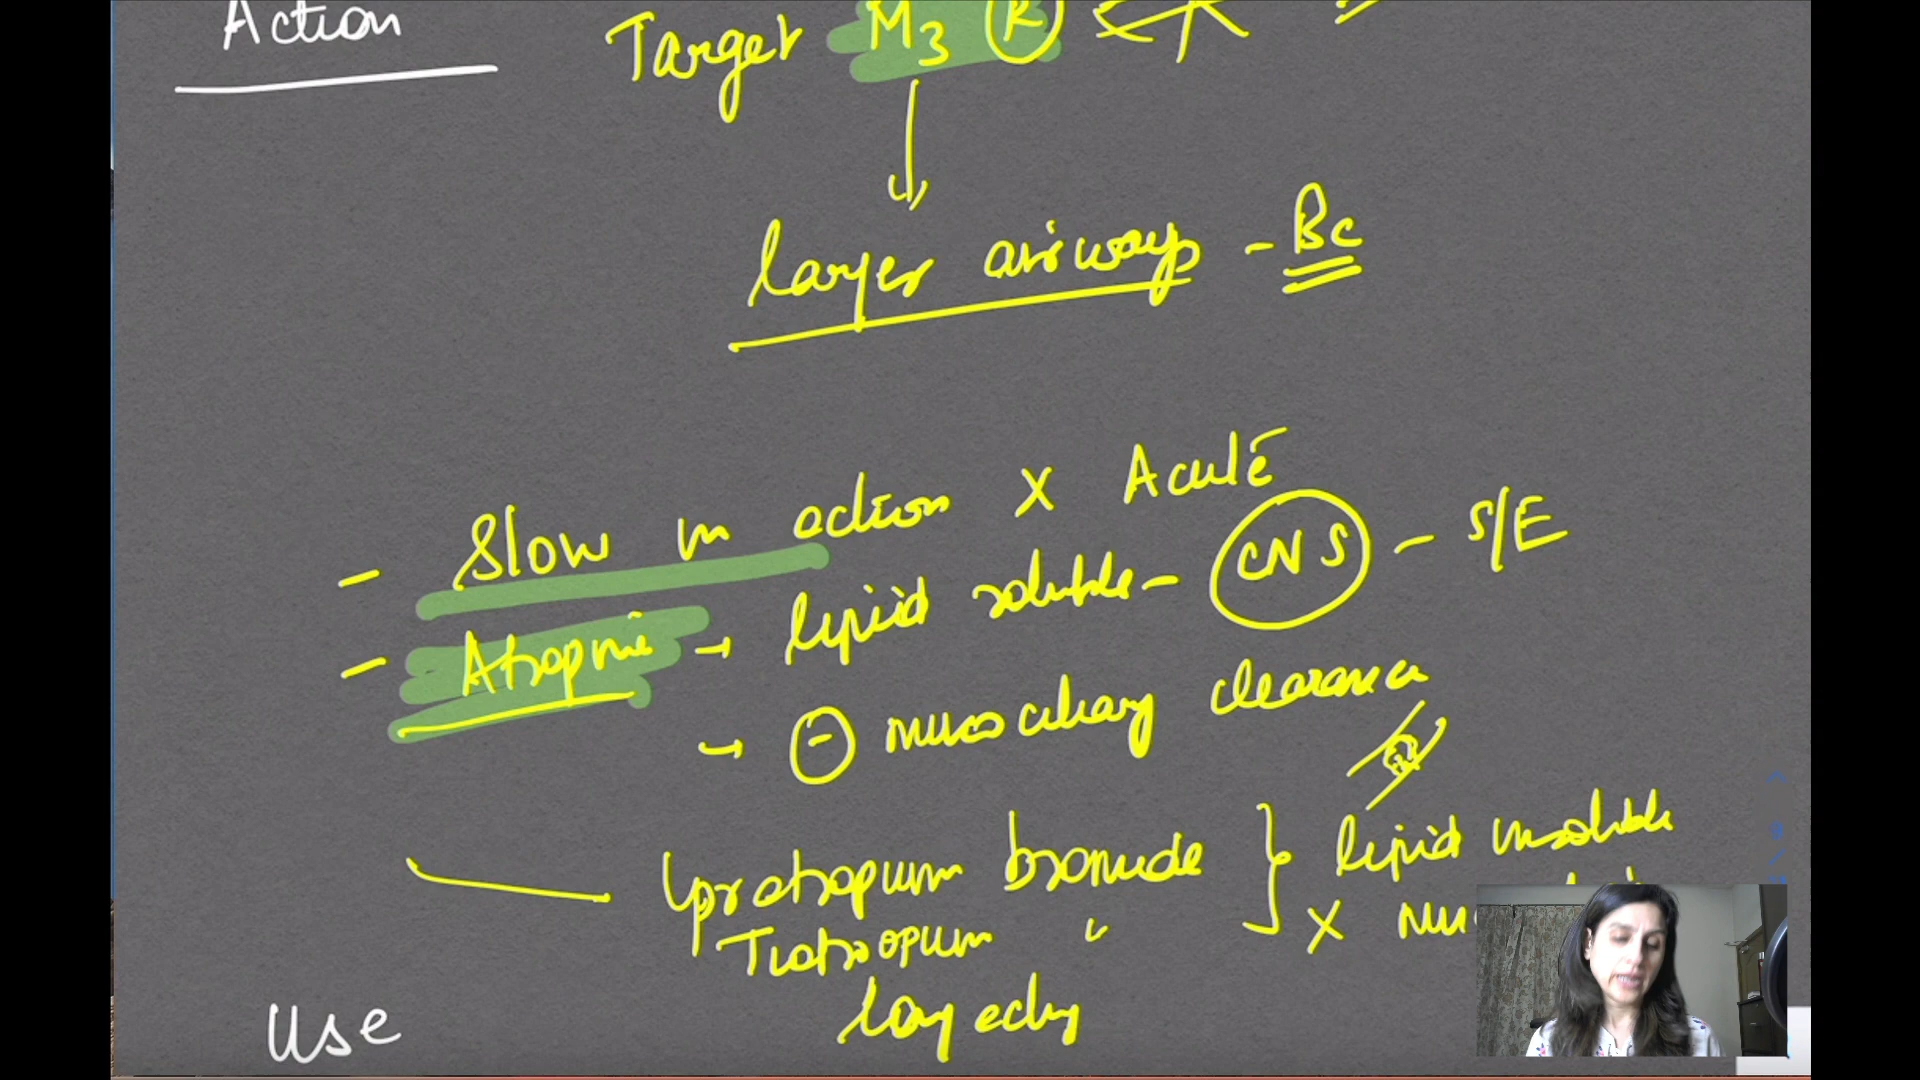 Action
Target M3 R
larger airways - Bc
- Slow in action X Acute
- Atropine → lipid soluble - CNS - S/E
→ (-) mucociliary clearance
Ipratropium bromide } lipid insoluble
Tiotropium " X
long acting
Use